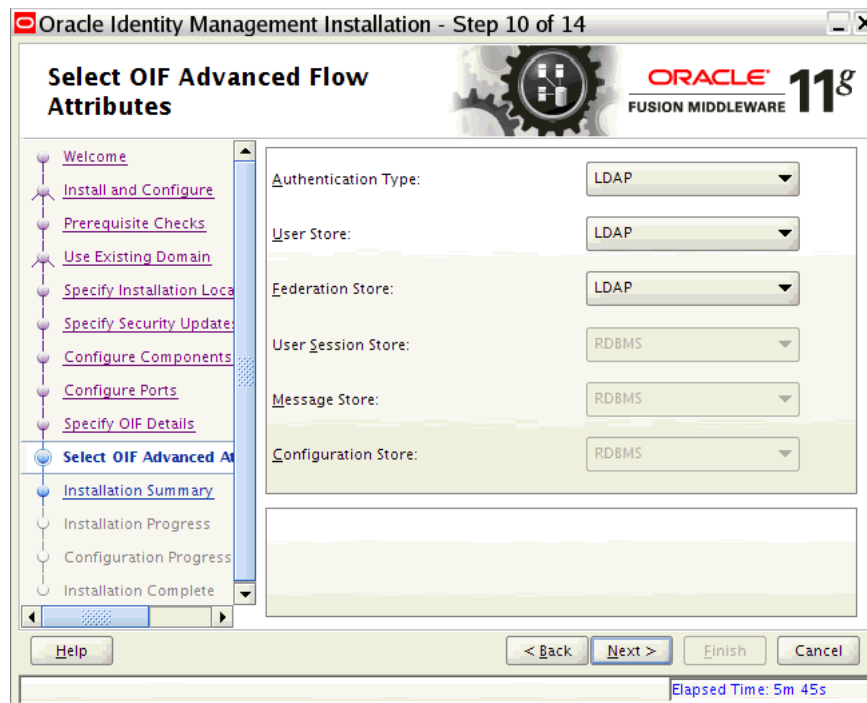 Oracle Identity Management Installation - Step 10 of 14
Select OIF Advanced Flow
Attributes
ORACLE
FUSION MIDDLEWARE 11g
Welcome
Install and Configure
Prerequisite Checks
Use Existing Domain
Specify Installation Loca
Specify Security Updates
Configure Components
Configure Ports
Specify OIF Details
Select OIF Advanced At
Installation Summary
Installation Progress
Configuration Progress
Installation Complete
Authentication Type: LDAP
User Store: LDAP
Federation Store: LDAP
User Session Store: RDBMS
Message Store: RDBMS
Configuration Store: RDBMS
Help < Back Next > Finish Cancel
Elapsed Time: 5m 45s